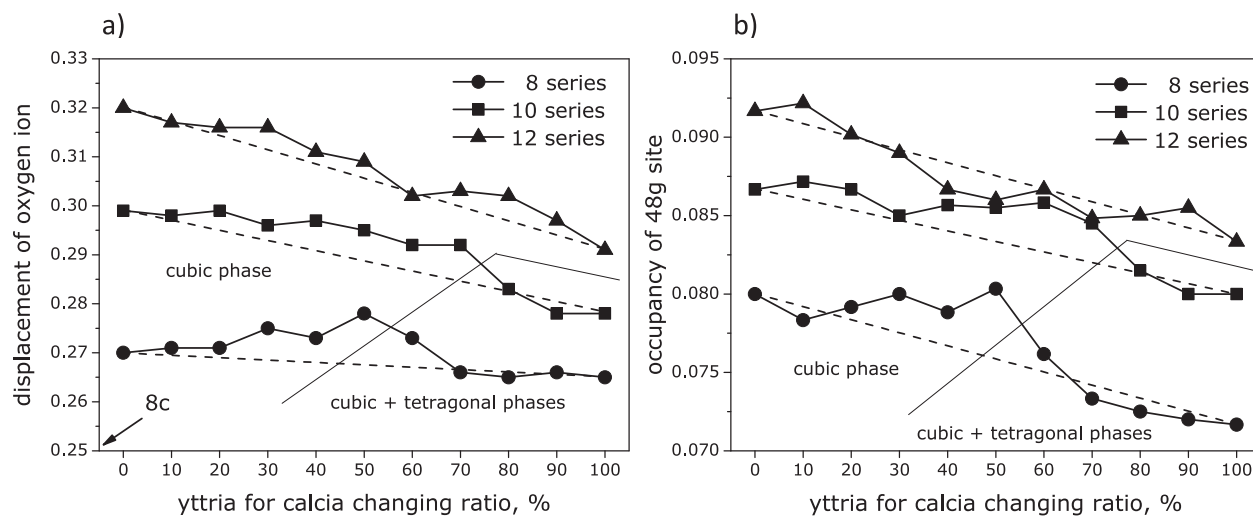 a)
displacement of oxygen ion
0.33
0.32
0.31
0.30
0.29
0.28
0.27
0.26
0.25
8 series
10 series
12 series
cubic phase
cubic + tetragonal phases
8c
0 10 20 30 40 50 60 70 80 90 100
yttria for calcia changing ratio, %
b)
occupancy of 48g site
0.095
0.090
0.085
0.080
0.075
0.070
8 series
10 series
12 series
cubic phase
cubic + tetragonal phases
0 10 20 30 40 50 60 70 80 90 100
yttria for calcia changing ratio, %